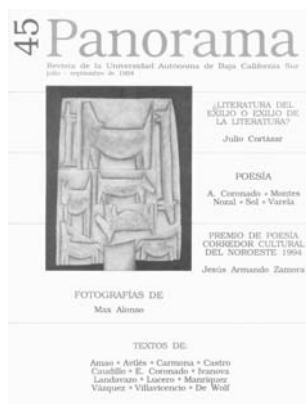 45
Panorama
Revista de la Universidad Autónoma de Baja California Sur
julio - septiembre de 1994
¿LITERATURA DEL
EXILIO O EXILIO DE
LA LITERATURA?
Julio Cortázar
POESÍA
A. Coronado • Montes
Nozal • Sol • Varela
PREMIO DE POESÍA
CORREDOR CULTURAL
DEL NOROESTE 1994
Jesús Armando Zamora
FOTOGRAFÍAS DE
Max Alonso
TEXTOS DE:
Amao • Avilés • Carmona • Castro
Caudillo • E. Coronado • Ivanova
Landavazo • Lucero • Manríquez
Vázquez • Villavicencio • De Wolf